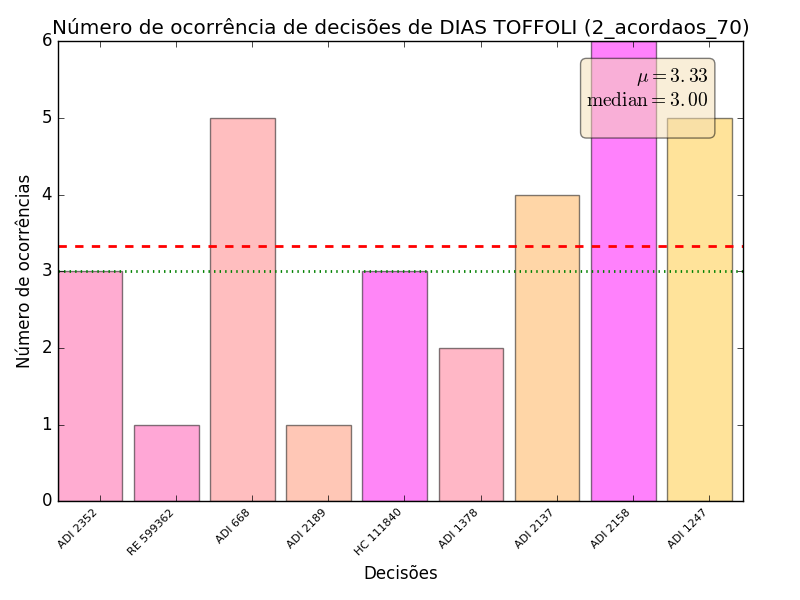 Número de ocorrência de decisões de DIAS TOFFOLI (2_acordaos_70)
μ = 3.33
median = 3.00
Número de ocorrências
6
5
4
3
2
1
0
ADI 2352
RE 599362
ADI 668
ADI 2189
HC 111840
ADI 1378
ADI 2137
ADI 2158
ADI 1247
Decisões